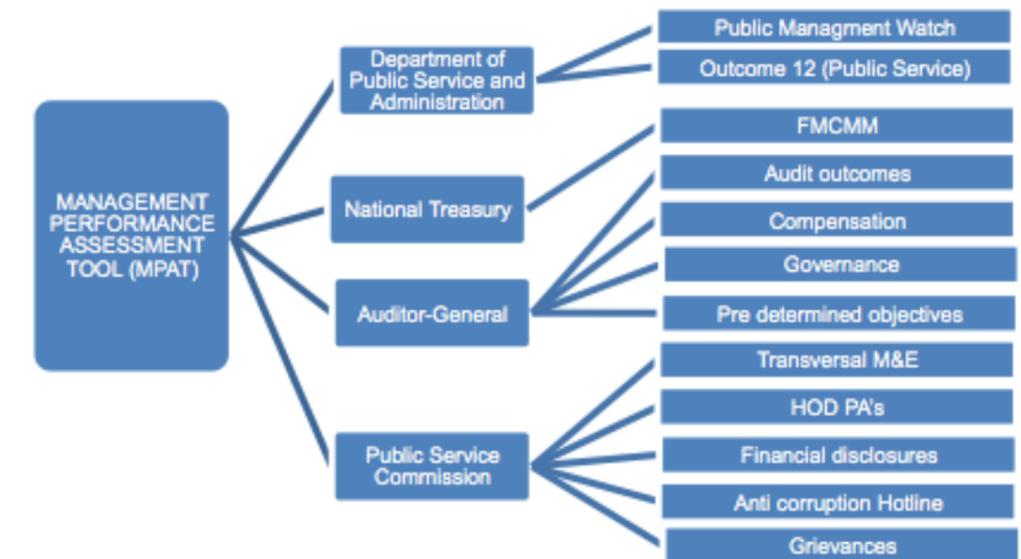 MANAGEMENT
PERFORMANCE
ASSESSMENT
TOOL (MPAT)
Department of
Public Service and
Administration
Public Managment Watch
Outcome 12 (Public Service)
National Treasury
FMCMM
Auditor-General
Audit outcomes
Compensation
Governance
Pre determined objectives
Public Service
Commission
Transversal M&E
HOD PA's
Financial disclosures
Anti corruption Hotline
Grievances